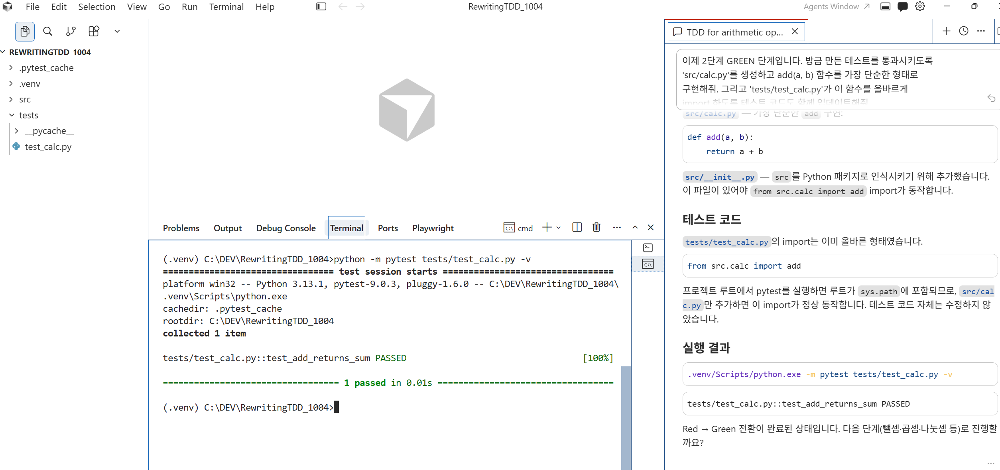 File Edit Selection View Go Run Terminal Help
RewritingTDD_1004
Agents Window
REWRITINGTDD_1004
.pytest_cache
.venv
src
tests
__pycache__
test_calc.py
Problems Output Debug Console Terminal Ports Playwright
cmd
(.venv) C:\DEV\RewritingTDD_1004>python -m pytest tests/test_calc.py -v
================================= test session starts =================================
platform win32 -- Python 3.13.1, pytest-9.0.3, pluggy-1.6.0 -- C:\DEV\RewritingTDD_1004\
.venv\Scripts\python.exe
cachedir: .pytest_cache
rootdir: C:\DEV\RewritingTDD_1004
collected 1 item
tests/test_calc.py::test_add_returns_sum PASSED [100%]
================================== 1 passed in 0.01s ==================================
(.venv) C:\DEV\RewritingTDD_1004>
TDD for arithmetic op...
이제 2단계 GREEN 단계입니다. 방금 만든 테스트를 통과시키도록
'src/calc.py'를 생성하고 add(a, b) 함수를 가장 단순한 형태로
구현해줘. 그리고 'tests/test_calc.py'가 이 함수를 올바르게
import 하도록 테스트 코드도 함께 업데이트해줘
src/calc.py — 가장 단순한 add 구현:
def add(a, b):
    return a + b
src/__init__.py — src를 Python 패키지로 인식시키기 위해 추가했습니다.
이 파일이 있어야 from src.calc import add import가 동작합니다.
테스트 코드
tests/test_calc.py의 import는 이미 올바른 형태였습니다.
from src.calc import add
프로젝트 루트에서 pytest를 실행하면 루트가 sys.path에 포함되므로, src/cal
c.py만 추가하면 이 import가 정상 동작합니다. 테스트 코드 자체는 수정하지 않
았습니다.
실행 결과
.venv/Scripts/python.exe -m pytest tests/test_calc.py -v
tests/test_calc.py::test_add_returns_sum PASSED
Red → Green 전환이 완료된 상태입니다. 다음 단계(뺄셈·곱셈·나눗셈 등)로 진행할
까요?